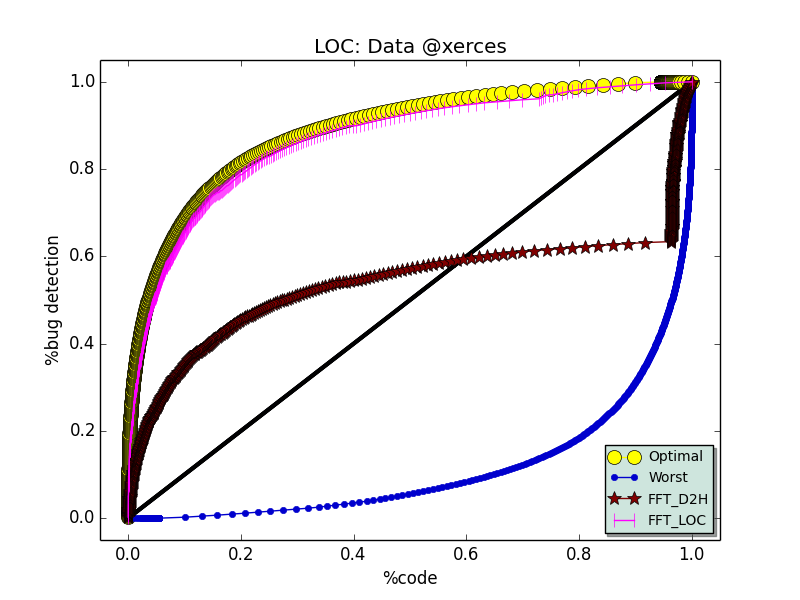 LOC: Data @xerces
1.0
0.8
0.6
0.4
0.2
0.0
%bug detection
0.0 0.2 0.4 0.6 0.8 1.0
%code
Optimal
Worst
FFT_D2H
FFT_LOC